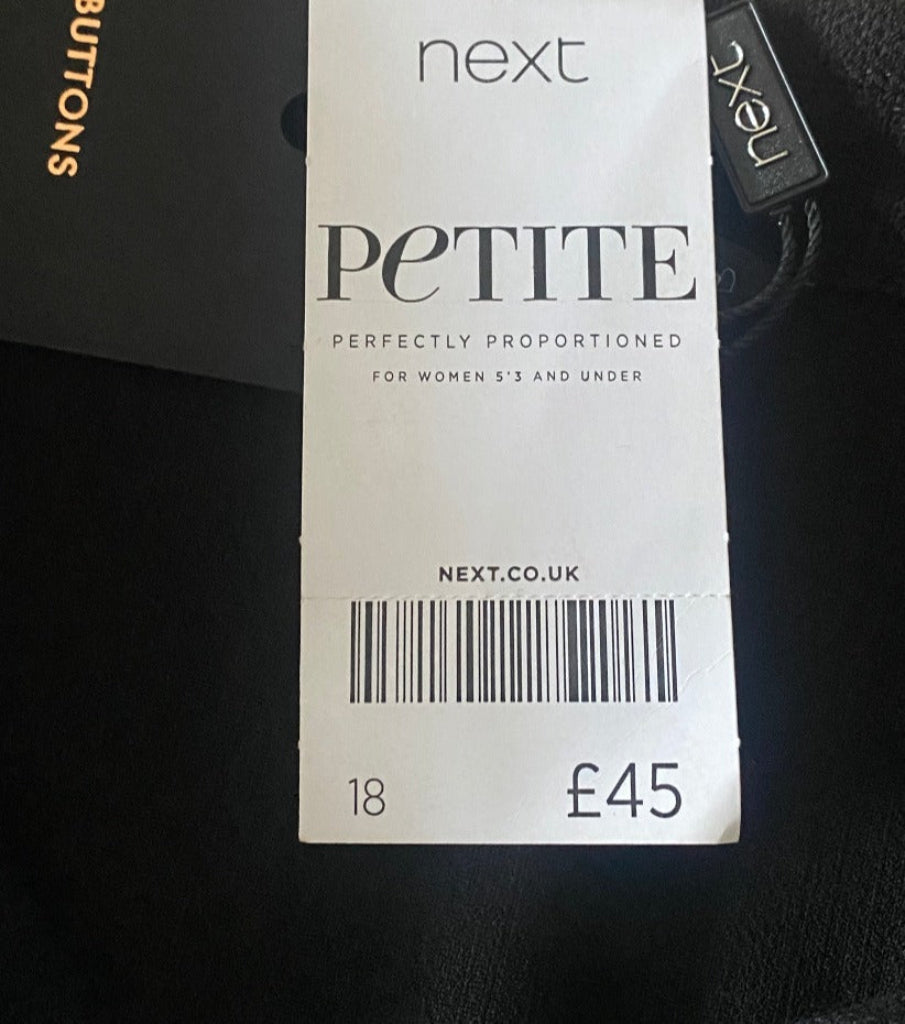 BUTTONS
next
next
PETITE
PERFECTLY PROPORTIONED
FOR WOMEN 5'3 AND UNDER
NEXT.CO.UK
18
£45